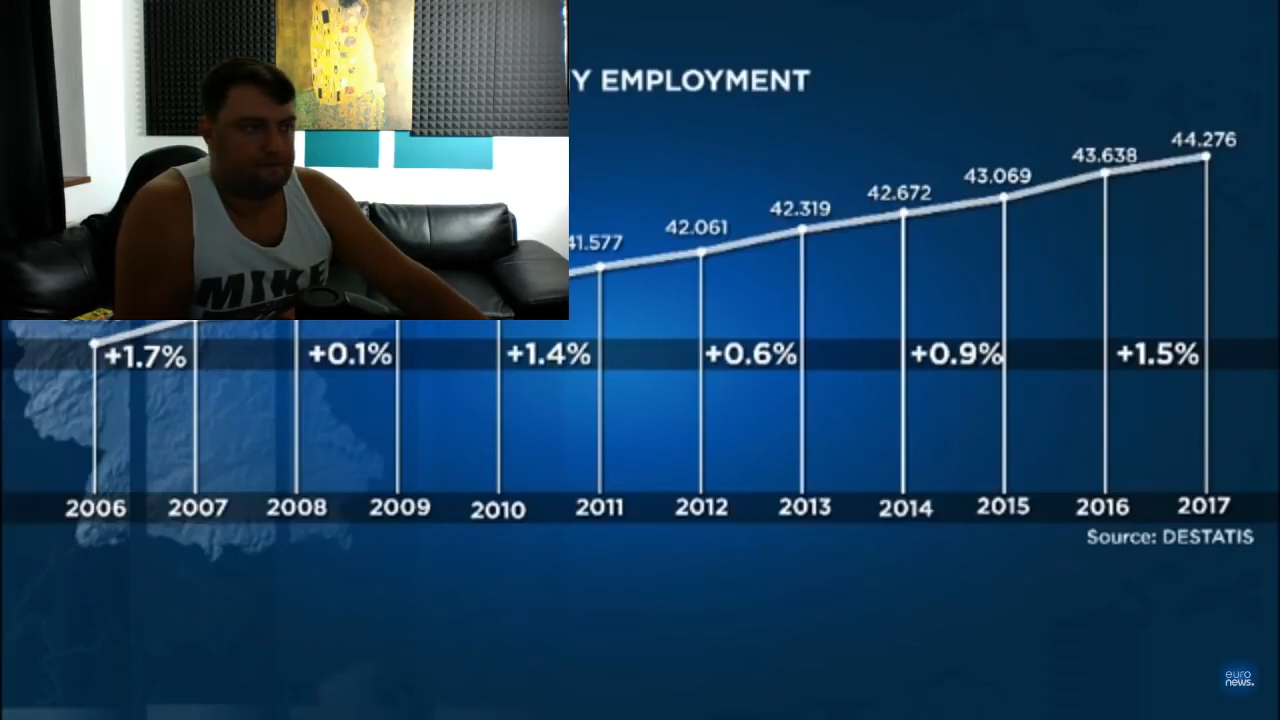 Y EMPLOYMENT
44.276
43.638
43.069
42.672
42.319
42.061
41.577
MIKE
+1.7%
+0.1%
+1.4%
+0.6%
+0.9%
+1.5%
2006 2007 2008 2009 2010 2011 2012 2013 2014 2015 2016 2017
Source: DESTATIS
euro
news.